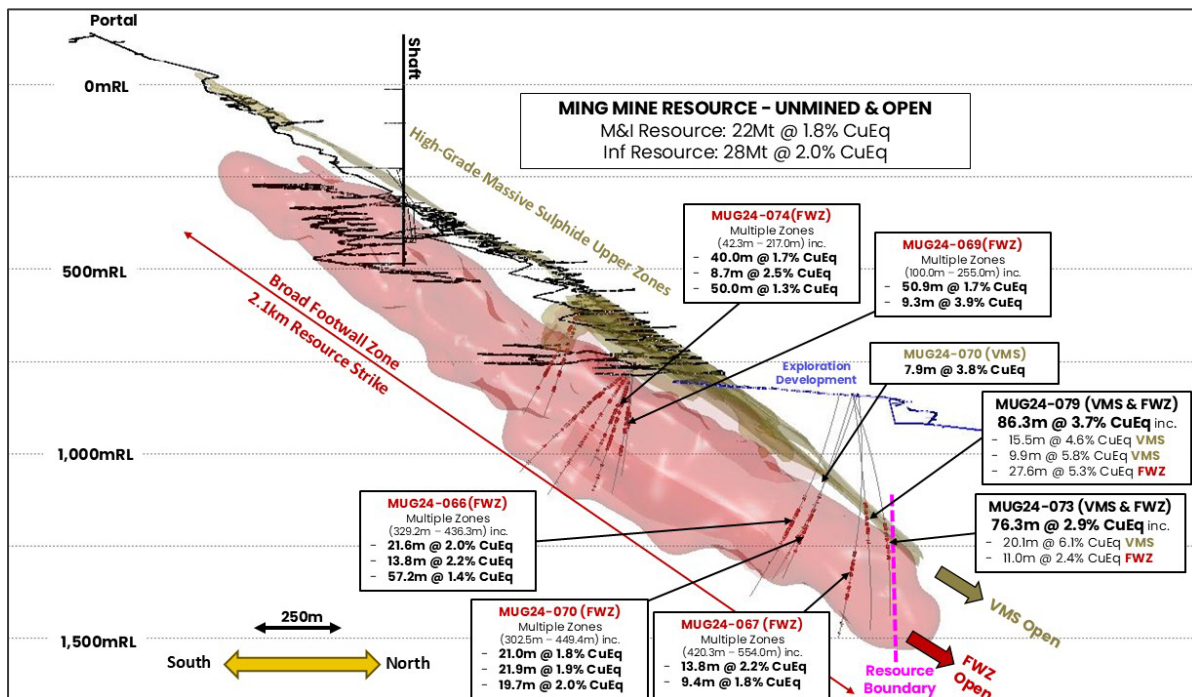 Portal
Shaft
0mRL
MING MINE RESOURCE - UNMINED & OPEN
M&I Resource: 22Mt @ 1.8% CuEq
Inf Resource: 28Mt @ 2.0% CuEq
High-Grade Massive Sulphide Upper Zones
500mRL
Broad Footwall Zone
2.1km Resource Strike
MUG24-074(FWZ)
Multiple Zones
(42.3m – 217.0m) inc.
- 40.0m @ 1.7% CuEq
- 8.7m @ 2.5% CuEq
- 50.0m @ 1.3% CuEq
MUG24-069(FWZ)
Multiple Zones
(100.0m – 255.0m) inc.
- 50.9m @ 1.7% CuEq
- 9.3m @ 3.9% CuEq
Exploration
Development
MUG24-070 (VMS)
7.9m @ 3.8% CuEq
MUG24-079 (VMS & FWZ)
86.3m @ 3.7% CuEq inc.
- 15.5m @ 4.6% CuEq VMS
- 9.9m @ 5.8% CuEq VMS
- 27.6m @ 5.3% CuEq FWZ
1,000mRL
MUG24-066(FWZ)
Multiple Zones
(329.2m – 436.3m) inc.
- 21.6m @ 2.0% CuEq
- 13.8m @ 2.2% CuEq
- 57.2m @ 1.4% CuEq
MUG24-073 (VMS & FWZ)
76.3m @ 2.9% CuEq inc.
- 20.1m @ 6.1% CuEq VMS
- 11.0m @ 2.4% CuEq FWZ
VMS Open
MUG24-070 (FWZ)
Multiple Zones
(302.5m – 449.4m) inc.
- 21.0m @ 1.8% CuEq
- 21.9m @ 1.9% CuEq
- 19.7m @ 2.0% CuEq
MUG24-067 (FWZ)
Multiple Zones
(420.3m – 554.0m) inc.
- 13.8m @ 2.2% CuEq
- 9.4m @ 1.8% CuEq
250m
1,500mRL
South
North
Resource
Boundary
FWZ
Open